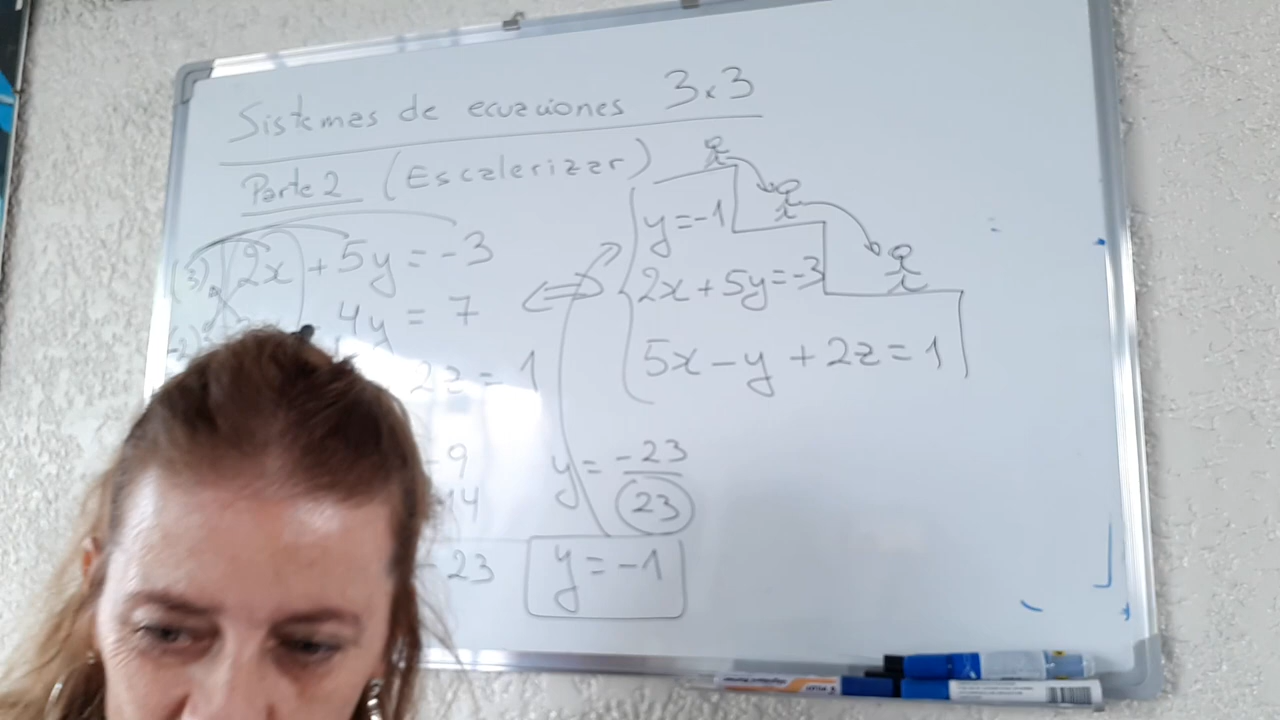 Sistemas de ecuaciones 3x3
Parte 2 (Escalerizar)
(3) 2x + 5y = -3
4y = 7
2z = 1
-9
14
-23
y = -1
2x + 5y = -3
5x - y + 2z = 1
y = -23/23
y = -1